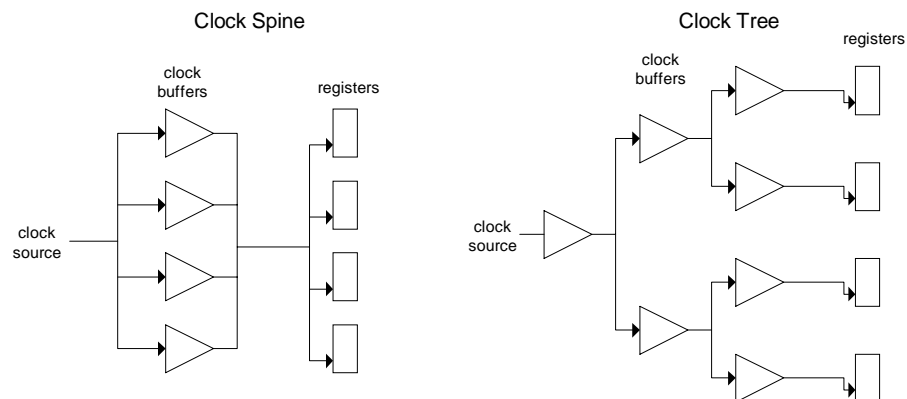 Clock Spine
clock
buffers
registers
clock
source
Clock Tree
registers
clock
buffers
clock
source